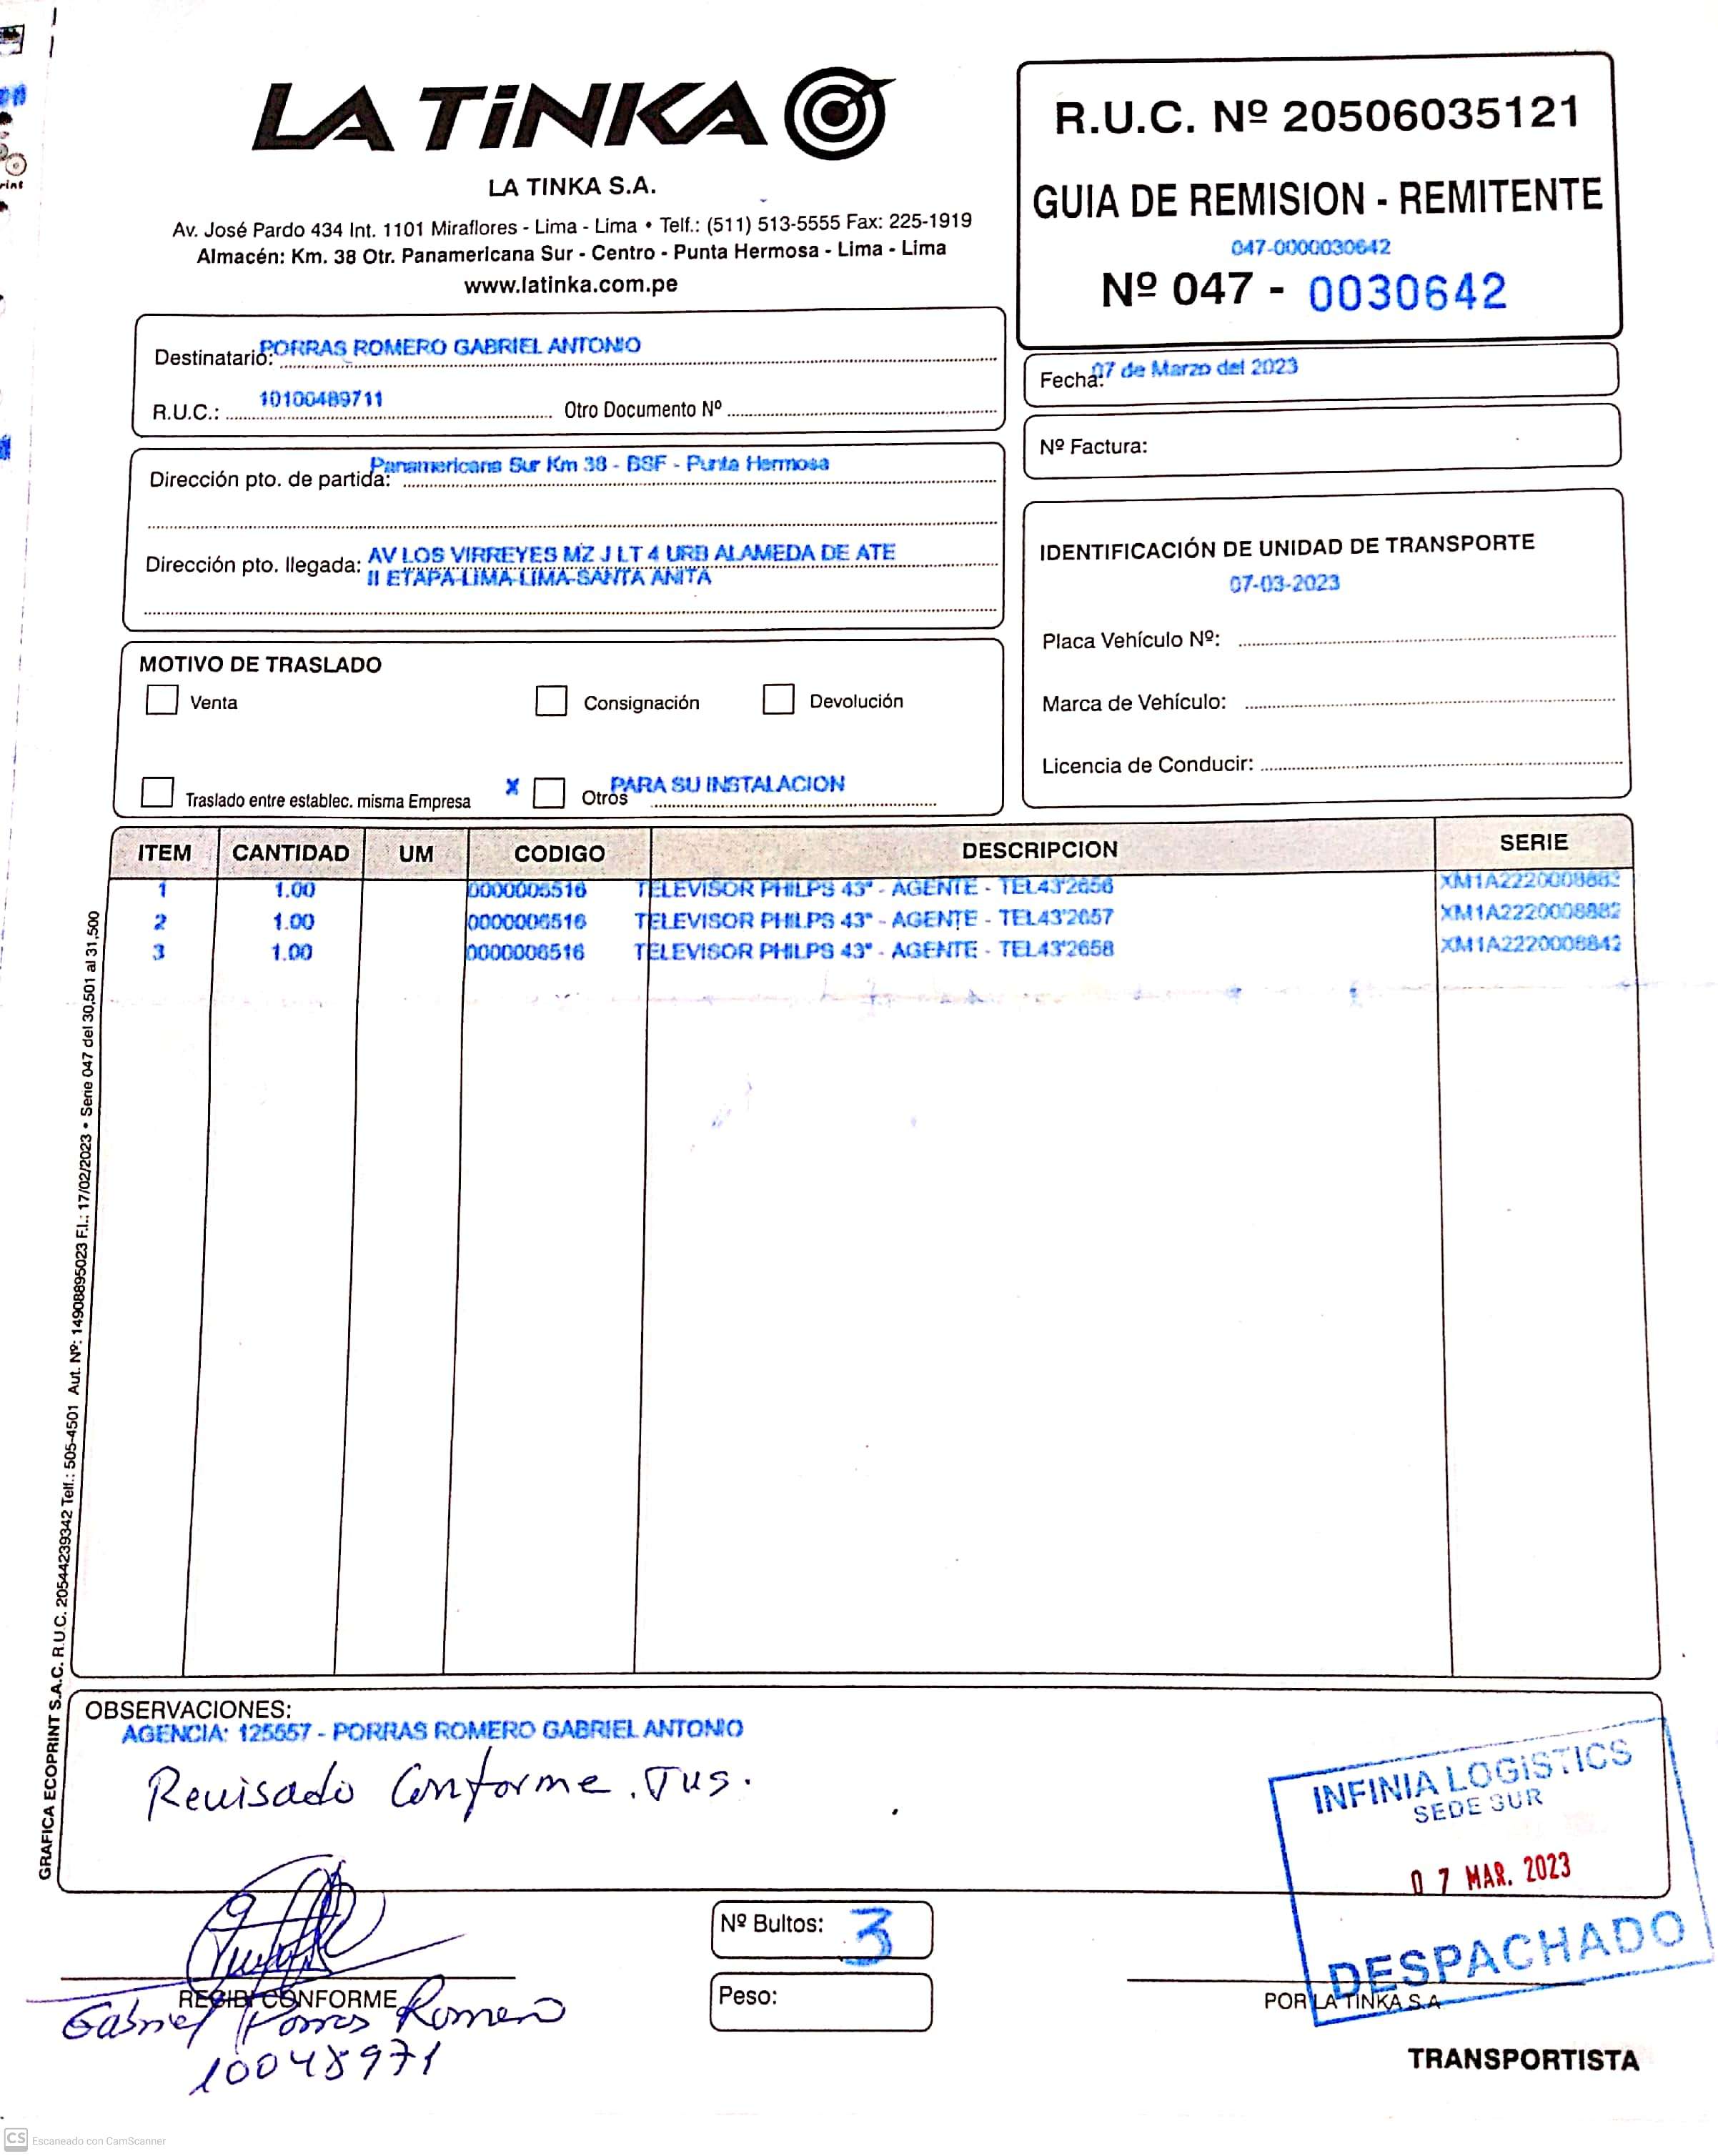 LA TiNKA
LA TINKA S.A.
Av. José Pardo 434 Int. 1101 Miraflores - Lima - Lima • Telf.: (511) 513-5555 Fax: 225-1919
Almacén: Km. 38 Otr. Panamericana Sur - Centro - Punta Hermosa - Lima - Lima
www.latinka.com.pe
R.U.C. Nº 20506035121
GUIA DE REMISION - REMITENTE
047-0000030642
Nº 047 - 0030642
Destinatario: PORRAS ROMERO GABRIEL ANTONIO
R.U.C.: 10100489711 Otro Documento Nº
Fecha: 07 de Marzo del 2023
Nº Factura:
Dirección pto. de partida: Panamericana Sur Km 38 - BSF - Punta Hermosa
Dirección pto. llegada: AV LOS VIRREYES MZ J LT 4 URB ALAMEDA DE ATE
II ETAPA-LIMA-LIMA-SANTA ANITA
IDENTIFICACIÓN DE UNIDAD DE TRANSPORTE
07-03-2023
Placa Vehículo Nº:
Marca de Vehículo:
Licencia de Conducir:
MOTIVO DE TRASLADO
Venta Consignación Devolución
Traslado entre establec. misma Empresa X Otros PARA SU INSTALACION
ITEM CANTIDAD UM CODIGO DESCRIPCION SERIE
1 1.00 0000006516 TELEVISOR PHILPS 43" - AGENTE - TEL43'2656 XM1A2220008883
2 1.00 0000006516 TELEVISOR PHILPS 43" - AGENTE - TEL43'2657 XM1A2220008882
3 1.00 0000006516 TELEVISOR PHILPS 43" - AGENTE - TEL43'2658 XM1A2220008842
GRAFICA ECOPRINT S.A.C. R.U.C. 20544239342 Telf.: 505-4501 Aut. Nº: 14908895023 F.I.: 17/02/2023 • Serie 047 del 30,501 al 31,500
OBSERVACIONES:
AGENCIA: 125557 - PORRAS ROMERO GABRIEL ANTONIO
Revisado Conforme. Tus.
INFINIA LOGISTICS
SEDE SUR
07 MAR. 2023
DESPACHADO
Nº Bultos: 3
Peso:
RECIBI CONFORME
Gabriel Porras Romero
10048971
POR LA TINKA S.A
TRANSPORTISTA
CS Escaneado con CamScanner